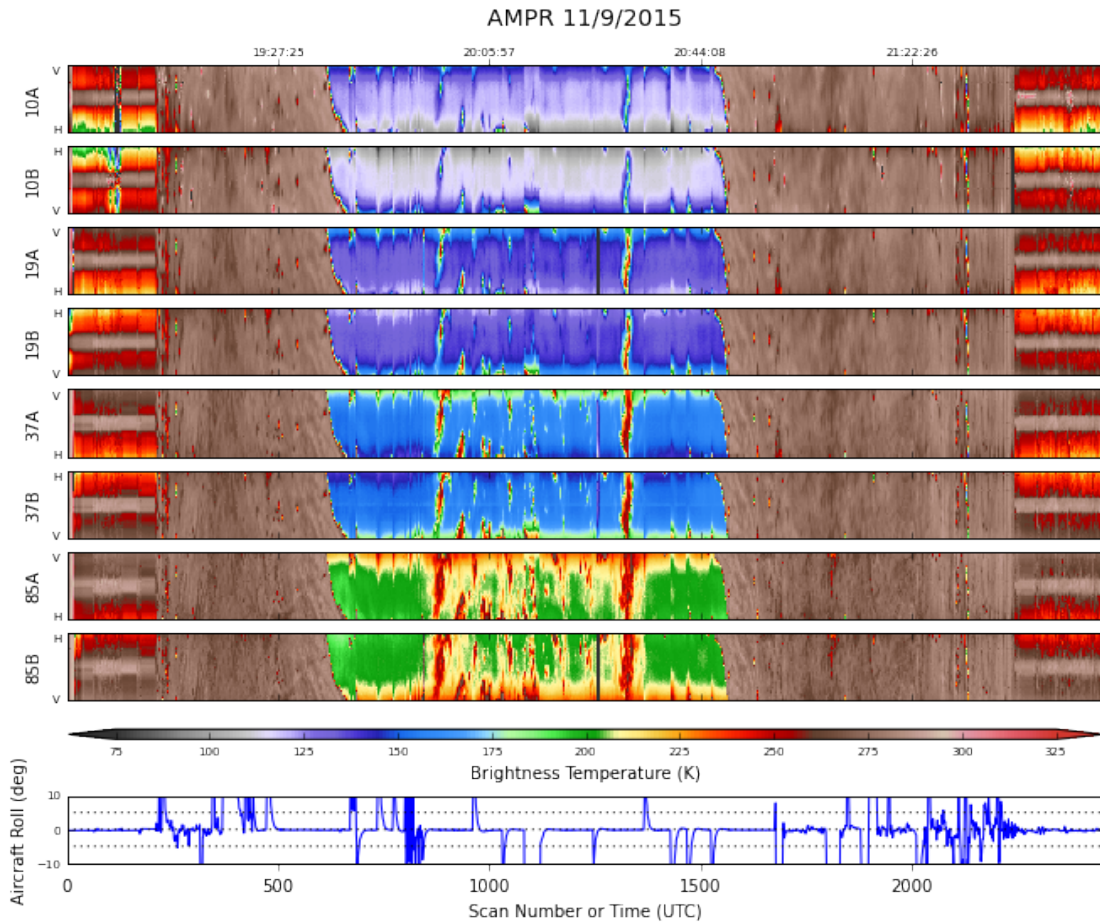 AMPR 11/9/2015
19:27:25 20:05:57 20:44:08 21:22:26
V
10A
H
H
10B
V
V
19A
H
H
19B
V
V
37A
H
H
37B
V
V
85A
H
H
85B
V
75 100 125 150 175 200 225 250 275 300 325
Brightness Temperature (K)
Aircraft Roll (deg)
10
0
−10
0 500 1000 1500 2000
Scan Number or Time (UTC)